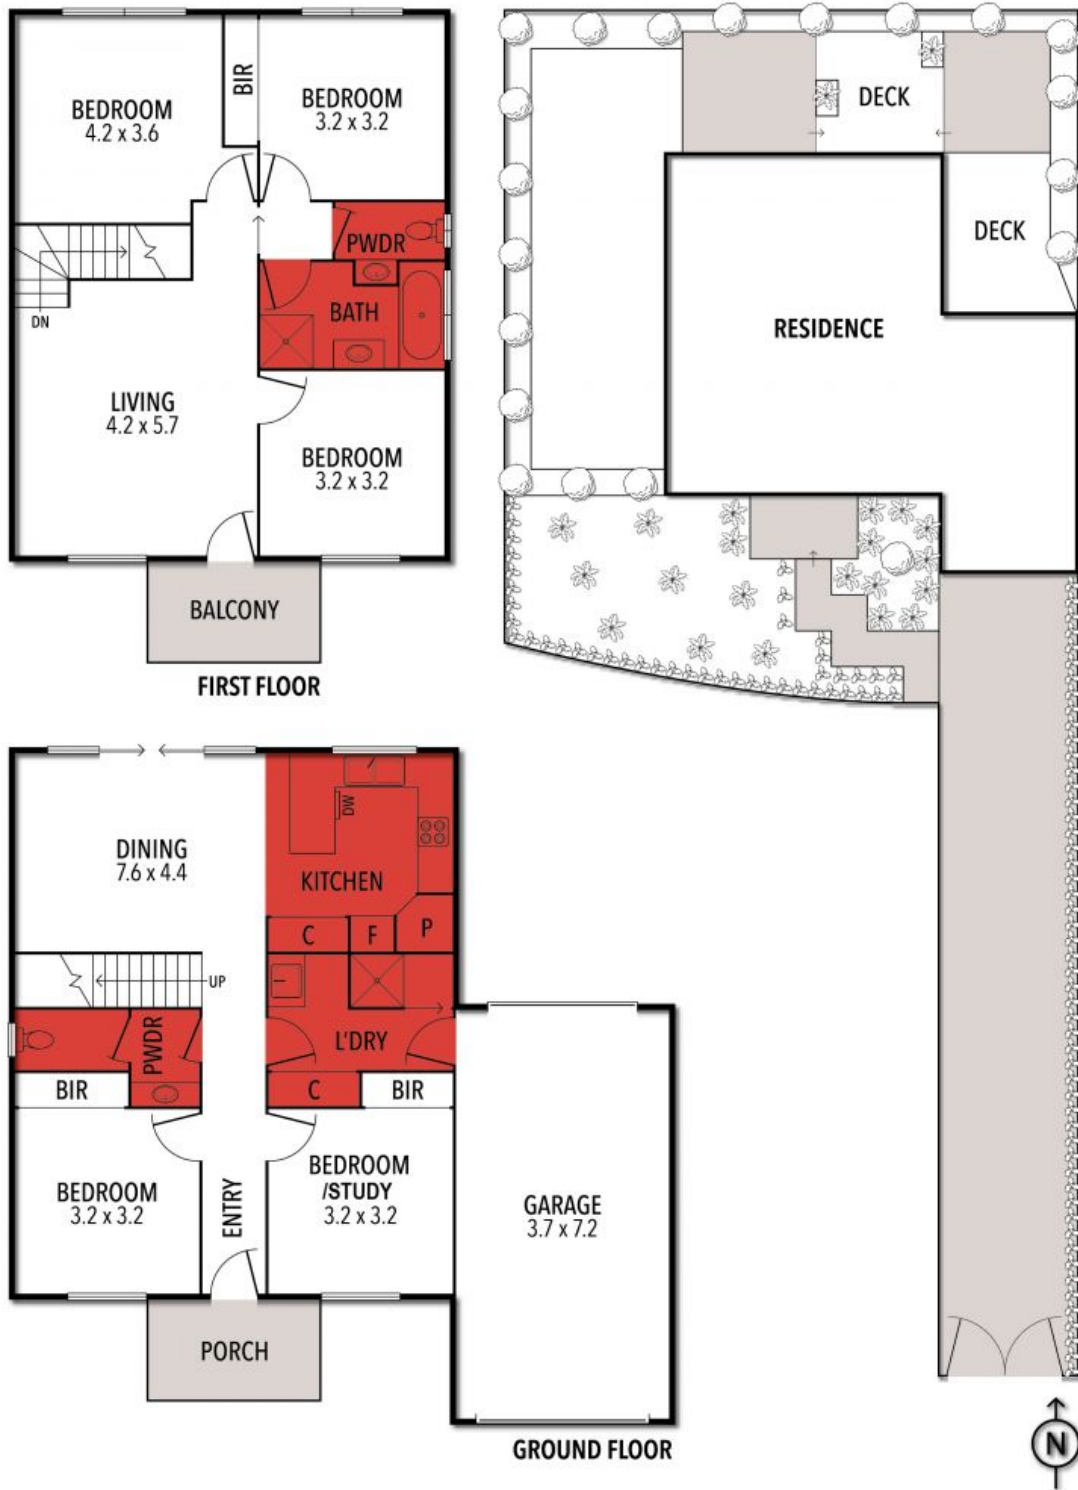 BEDROOM
4.2 x 3.6
BIR
BEDROOM
3.2 x 3.2
PWDR
BATH
DN
LIVING
4.2 x 5.7
BEDROOM
3.2 x 3.2
BALCONY
FIRST FLOOR
DECK
DECK
RESIDENCE
DINING
7.6 x 4.4
DW
KITCHEN
C
F
P
UP
PWDR
L'DRY
BIR
C
BIR
BEDROOM
3.2 x 3.2
ENTRY
BEDROOM
/STUDY
3.2 x 3.2
GARAGE
3.7 x 7.2
PORCH
GROUND FLOOR
N